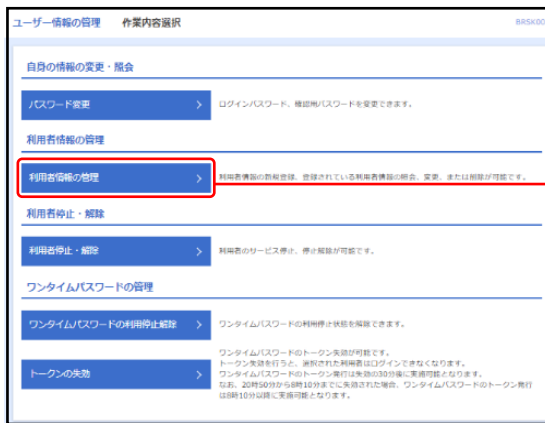 ユーザー情報の管理 作業内容選択 BRSK00
自身の情報の変更・照会
パスワード変更 ログインパスワード、確認用パスワードを変更できます。
利用者情報の管理
利用者情報の管理 利用者情報の新規登録、登録されている利用者情報の照会、変更、または削除が可能です。
利用者停止・解除
利用者停止・解除 利用者のサービス停止、停止解除が可能です。
ワンタイムパスワードの管理
ワンタイムパスワードの利用停止解除 ワンタイムパスワードの利用停止状態を解除できます。
ワンタイムパスワードのトークン失効が可能です。
トークン失効を行うと、選択された利用者はログインできなくなります。
トークンの失効 ワンタイムパスワードのトークン発行は失効の30分後に実施可能となります。
なお、20時50分から8時10分までに失効された場合、ワンタイムパスワードのトークン発行
は8時10分以降に実施可能となります。